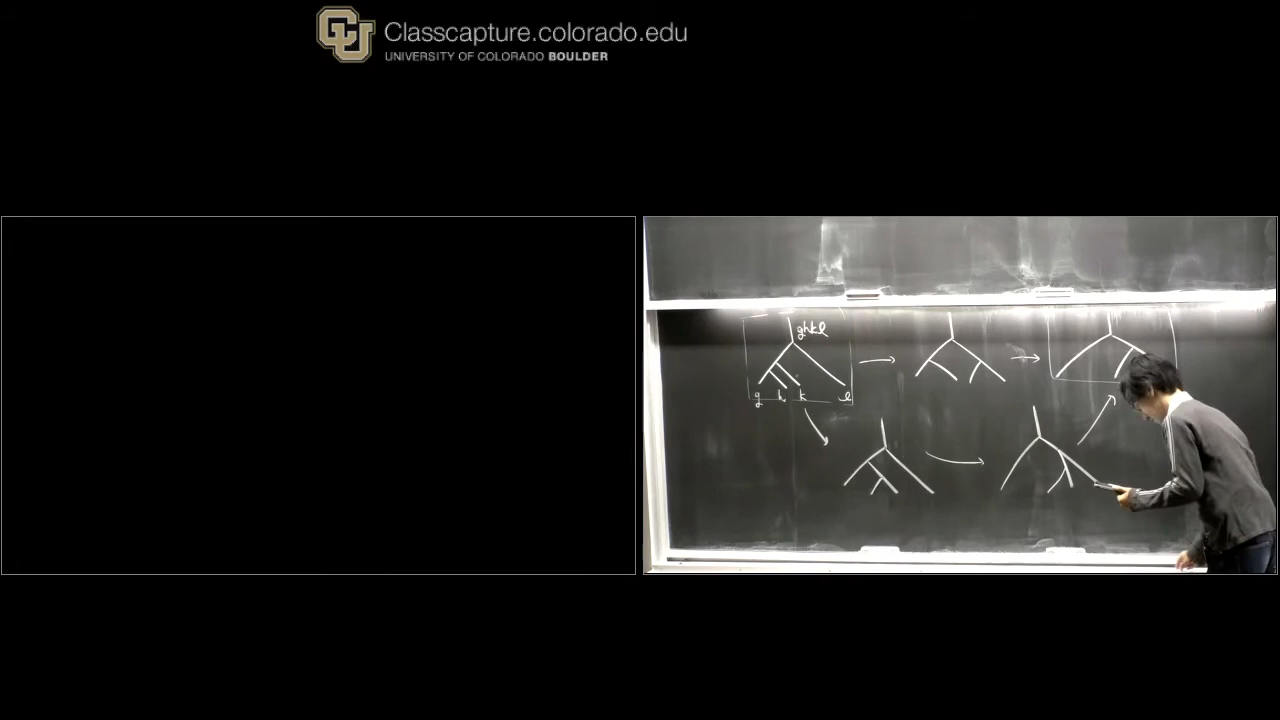 Classcapture.colorado.edu
UNIVERSITY OF COLORADO BOULDER
ghkl
g h k l